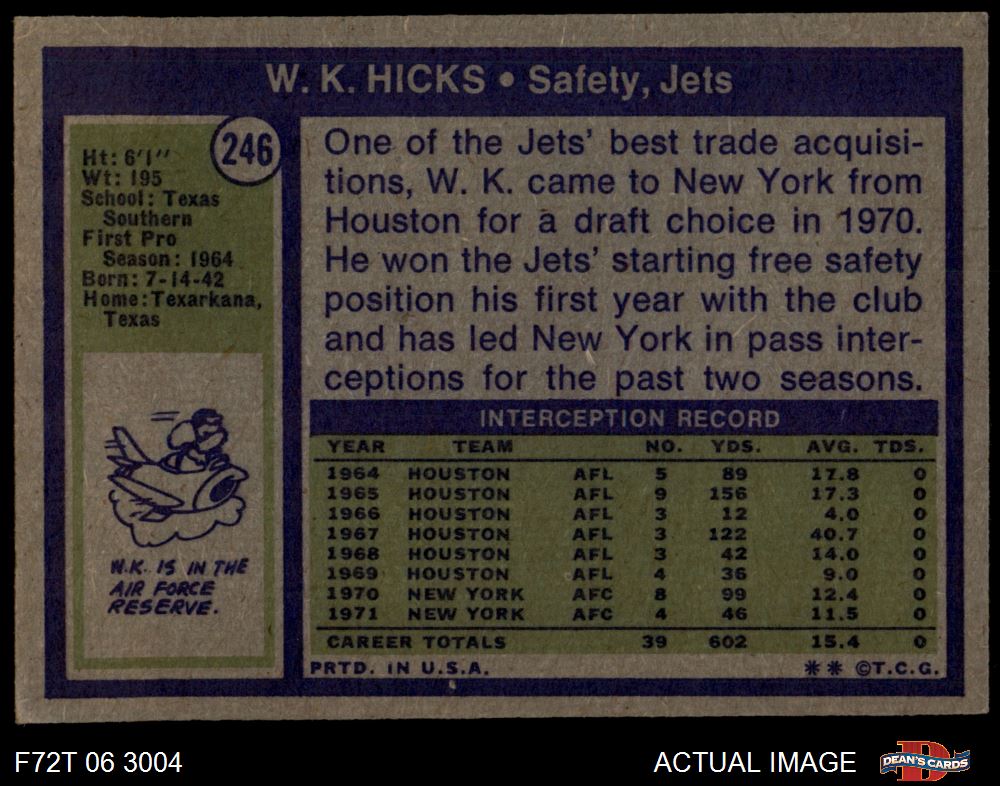 W. K. HICKS • Safety, Jets
246
Ht: 6'1"
Wt: 195
School: Texas
Southern
First Pro
Season: 1964
Born: 7-14-42
Home: Texarkana,
Texas
W.K. IS IN THE
AIR FORCE
RESERVE.
One of the Jets' best trade acquisi-
tions, W. K. came to New York from
Houston for a draft choice in 1970.
He won the Jets' starting free safety
position his first year with the club
and has led New York in pass inter-
ceptions for the past two seasons.
INTERCEPTION RECORD
YEAR TEAM NO. YDS. AVG. TDS.
1964 HOUSTON AFL 5 89 17.8 0
1965 HOUSTON AFL 9 156 17.3 0
1966 HOUSTON AFL 3 12 4.0 0
1967 HOUSTON AFL 3 122 40.7 0
1968 HOUSTON AFL 3 42 14.0 0
1969 HOUSTON AFL 4 36 9.0 0
1970 NEW YORK AFC 8 99 12.4 0
1971 NEW YORK AFC 4 46 11.5 0
CAREER TOTALS 39 602 15.4 0
PRTD. IN U.S.A. ** ©T.C.G.
F72T 06 3004 ACTUAL IMAGE
D
DEAN'S CARDS